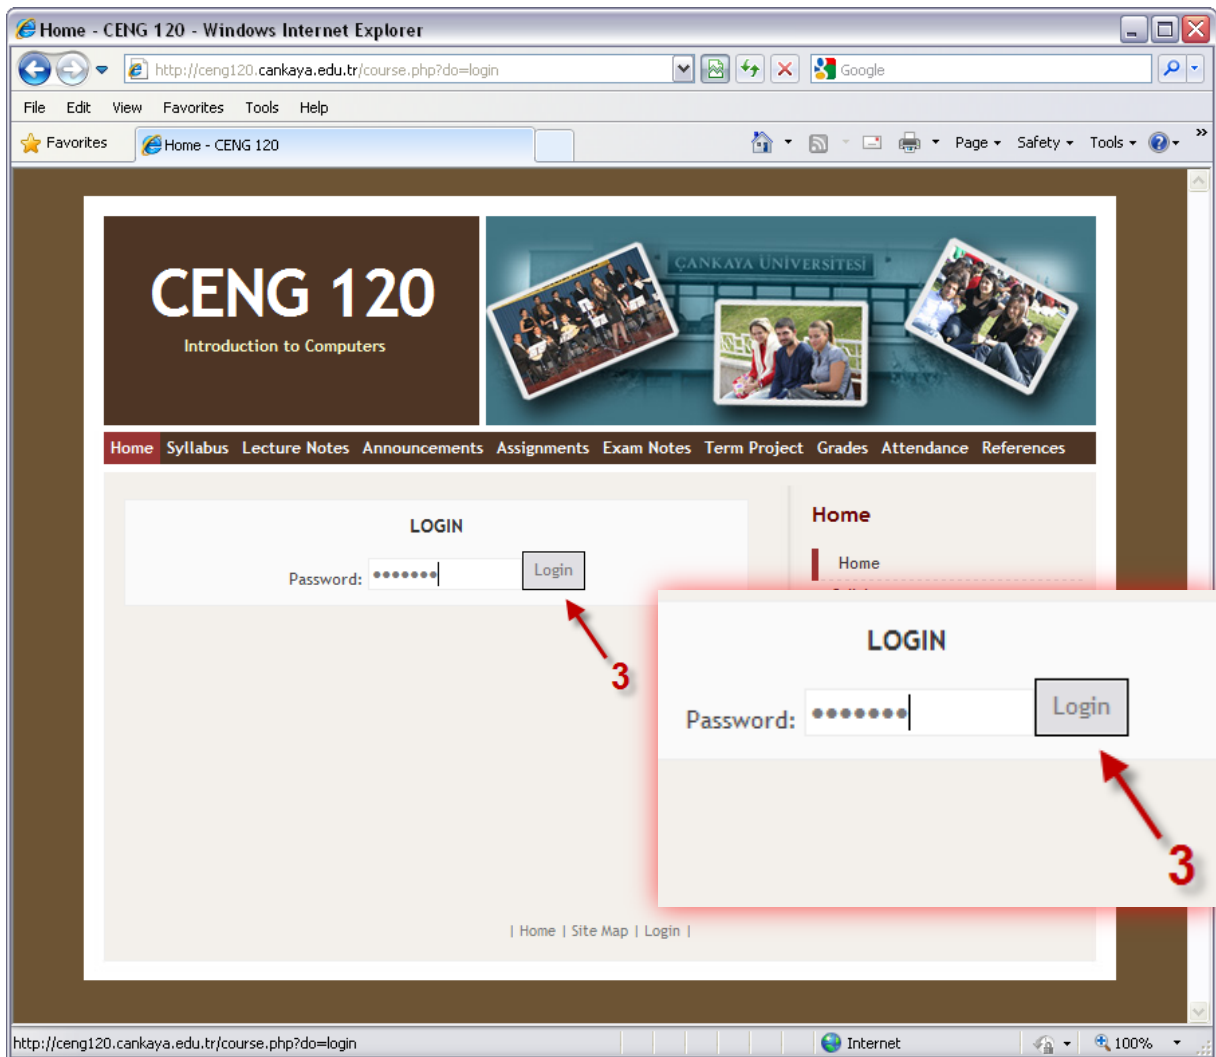 Home - CENG 120 - Windows Internet Explorer
http://ceng120.cankaya.edu.tr/course.php?do=login
Google
File Edit View Favorites Tools Help
Favorites
Home - CENG 120
Page Safety Tools
CENG 120
Introduction to Computers
ÇANKAYA ÜNİVERSİTESİ
Home Syllabus Lecture Notes Announcements Assignments Exam Notes Term Project Grades Attendance References
LOGIN
Password:
Login
3
Home
Home
LOGIN
Password:
Login
3
| Home | Site Map | Login |
http://ceng120.cankaya.edu.tr/course.php?do=login
Internet
100%